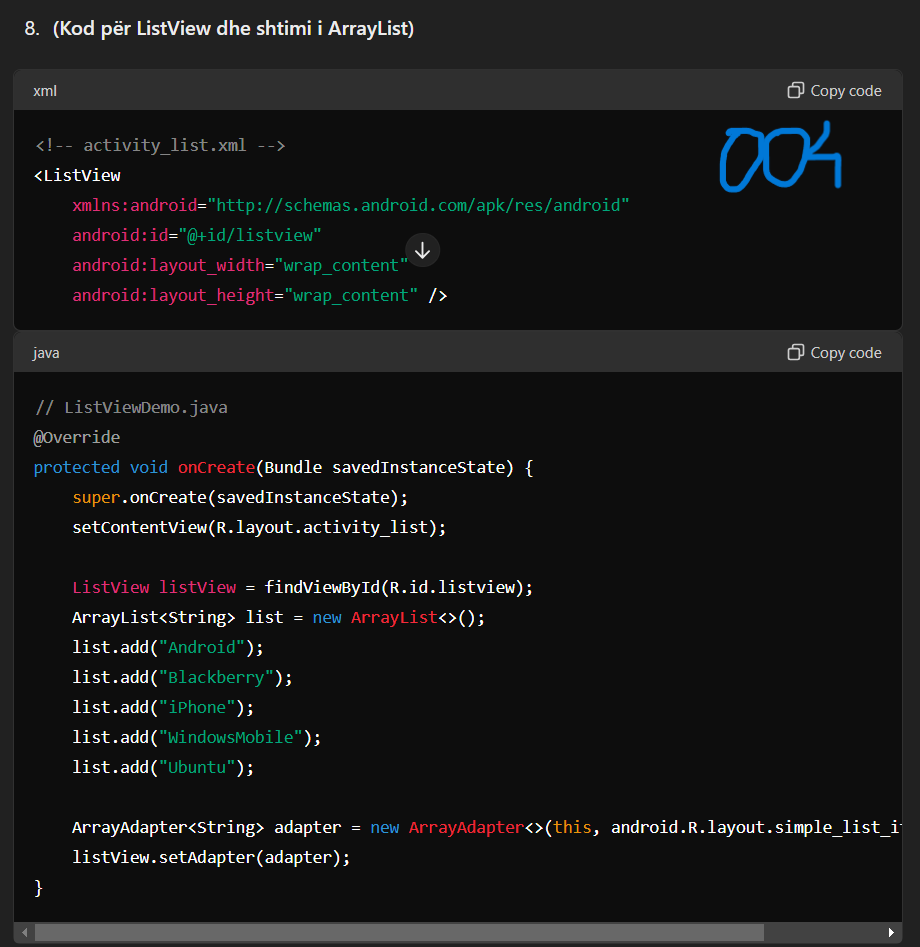 8. (Kod për ListView dhe shtimi i ArrayList)
xml
Copy code
004
<!-- activity_list.xml -->
<ListView
xmlns:android="http://schemas.android.com/apk/res/android"
android:id="@+id/listview"
android:layout_width="wrap_content"
android:layout_height="wrap_content" />
java
Copy code
// ListViewDemo.java
@Override
protected void onCreate(Bundle savedInstanceState) {
super.onCreate(savedInstanceState);
setContentView(R.layout.activity_list);
ListView listView = findViewById(R.id.listview);
ArrayList<String> list = new ArrayList<>();
list.add("Android");
list.add("Blackberry");
list.add("iPhone");
list.add("WindowsMobile");
list.add("Ubuntu");
ArrayAdapter<String> adapter = new ArrayAdapter<>(this, android.R.layout.simple_list_i
listView.setAdapter(adapter);
}